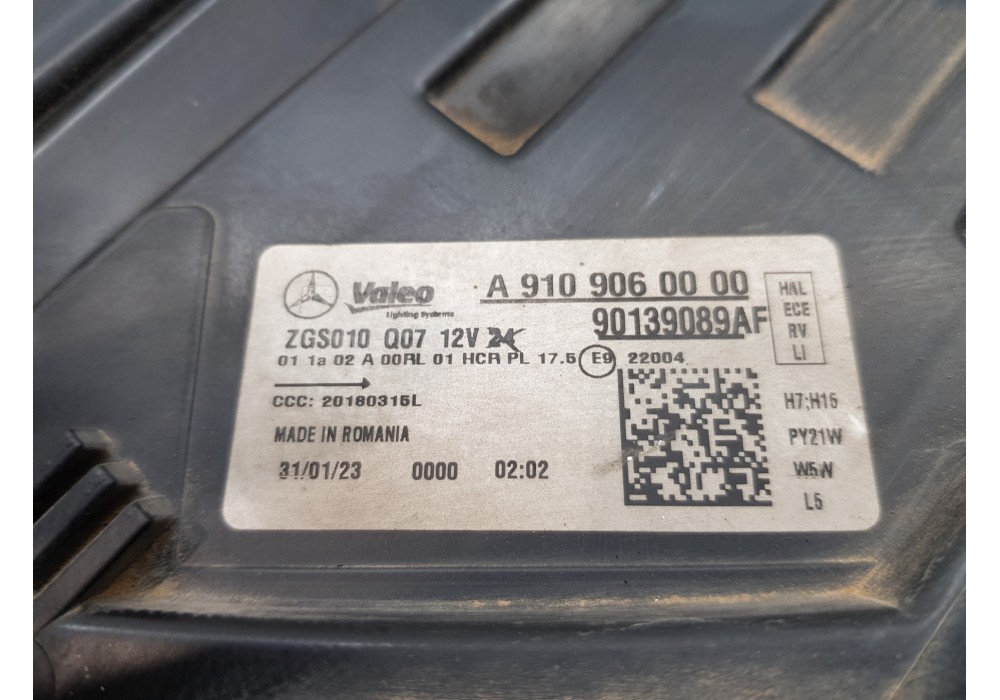 Valeo
Lighting Systems
A 910 906 00 00
90139089AF
ZGS010 Q07 12V 24
01 1a 02 A 00RL 01 HCR PL 17.5 E9 22004
CCC: 20180315L
MADE IN ROMANIA
31/01/23 0000 02:02
HAL
ECE
RV
LI
H7;H15
PY21W
W5W
L5